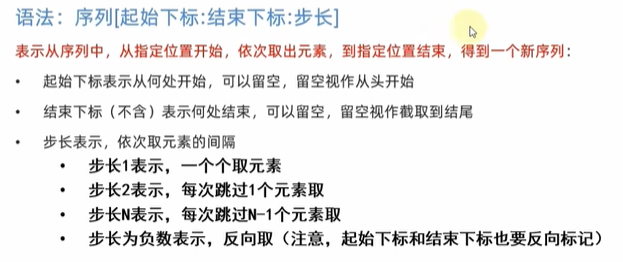 语法：序列[起始下标:结束下标:步长]
表示从序列中，从指定位置开始，依次取出元素，到指定位置结束，得到一个新序列：
• 起始下标表示从何处开始，可以留空，留空视作从头开始
• 结束下标（不含）表示何处结束，可以留空，留空视作截取到结尾
• 步长表示，依次取元素的间隔
• 步长1表示，一个个取元素
• 步长2表示，每次跳过1个元素取
• 步长N表示，每次跳过N-1个元素取
• 步长为负数表示，反向取（注意，起始下标和结束下标也要反向标记）